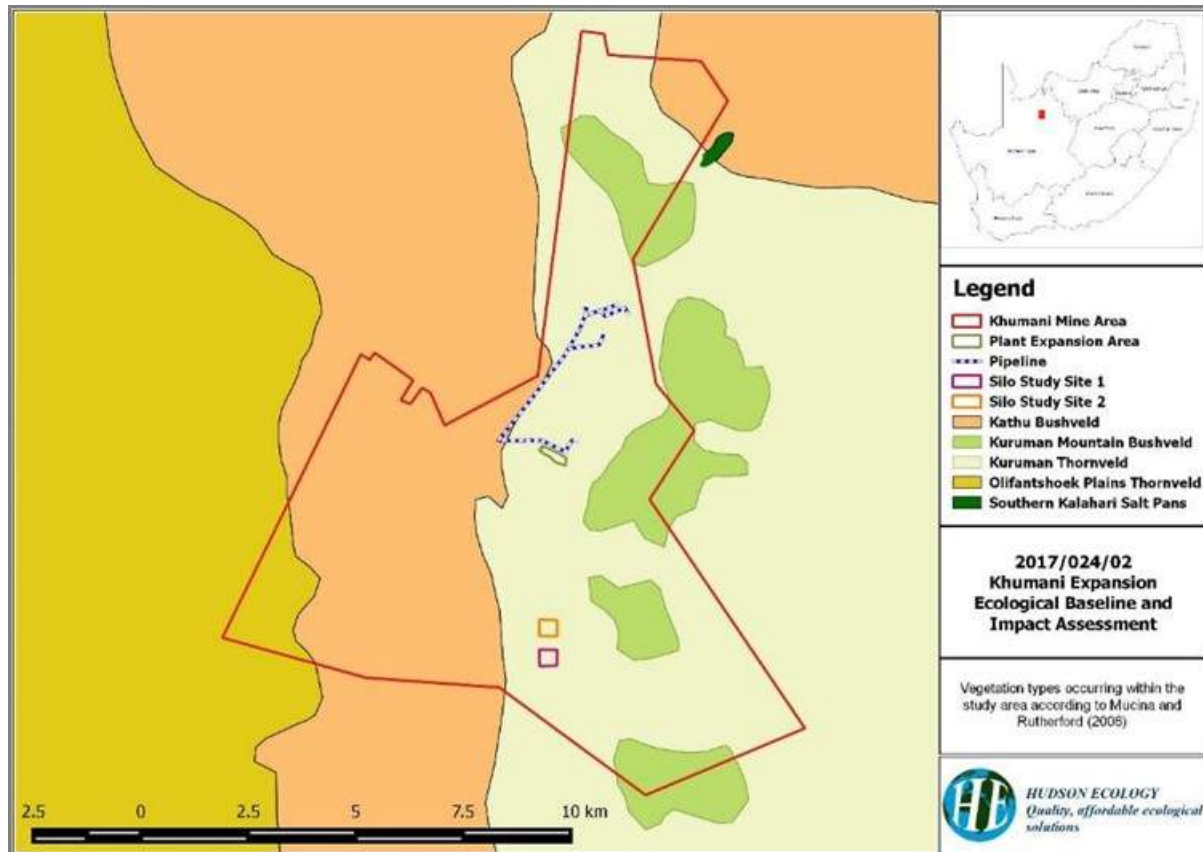 2.5 0 2.5 5 7.5 10 km
Legend
Khumani Mine Area
Plant Expansion Area
Pipeline
Silo Study Site 1
Silo Study Site 2
Kathu Bushveld
Kuruman Mountain Bushveld
Kuruman Thornveld
Olifantshoek Plains Thornveld
Southern Kalahari Salt Pans
2017/024/02
Khumani Expansion
Ecological Baseline and
Impact Assessment
Vegetation types occurring within the
study area according to Mucina and
Rutherford (2006)
HE
HUDSON ECOLOGY
Quality, affordable ecological
solutions